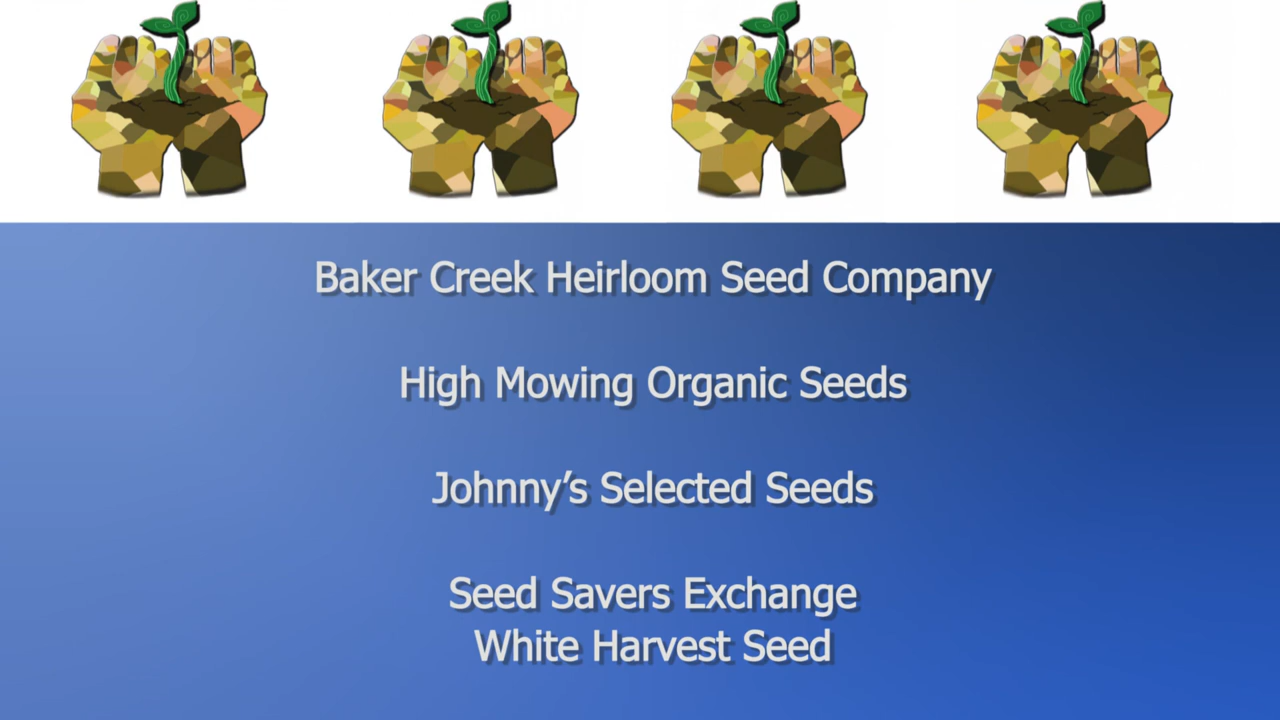 Baker Creek Heirloom Seed Company
High Mowing Organic Seeds
Johnny’s Selected Seeds
Seed Savers Exchange
White Harvest Seed